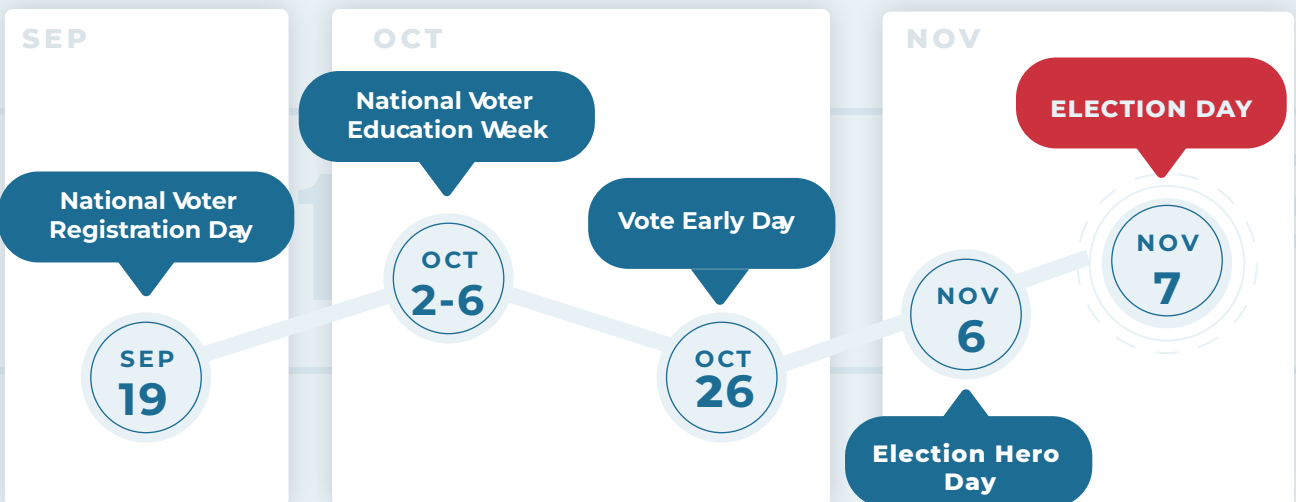 SEP
OCT
NOV
National Voter
Registration Day
SEP
19
National Voter
Education Week
OCT
2-6
Vote Early Day
OCT
26
NOV
6
Election Hero
Day
ELECTION DAY
NOV
7